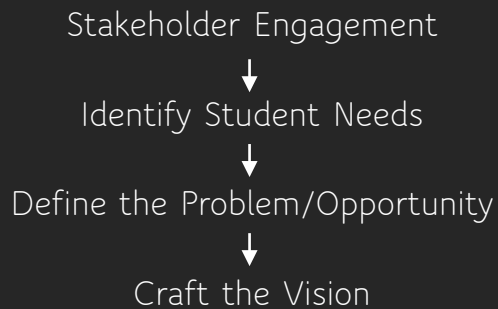 Stakeholder Engagement
Identify Student Needs
Define the Problem/Opportunity
Craft the Vision